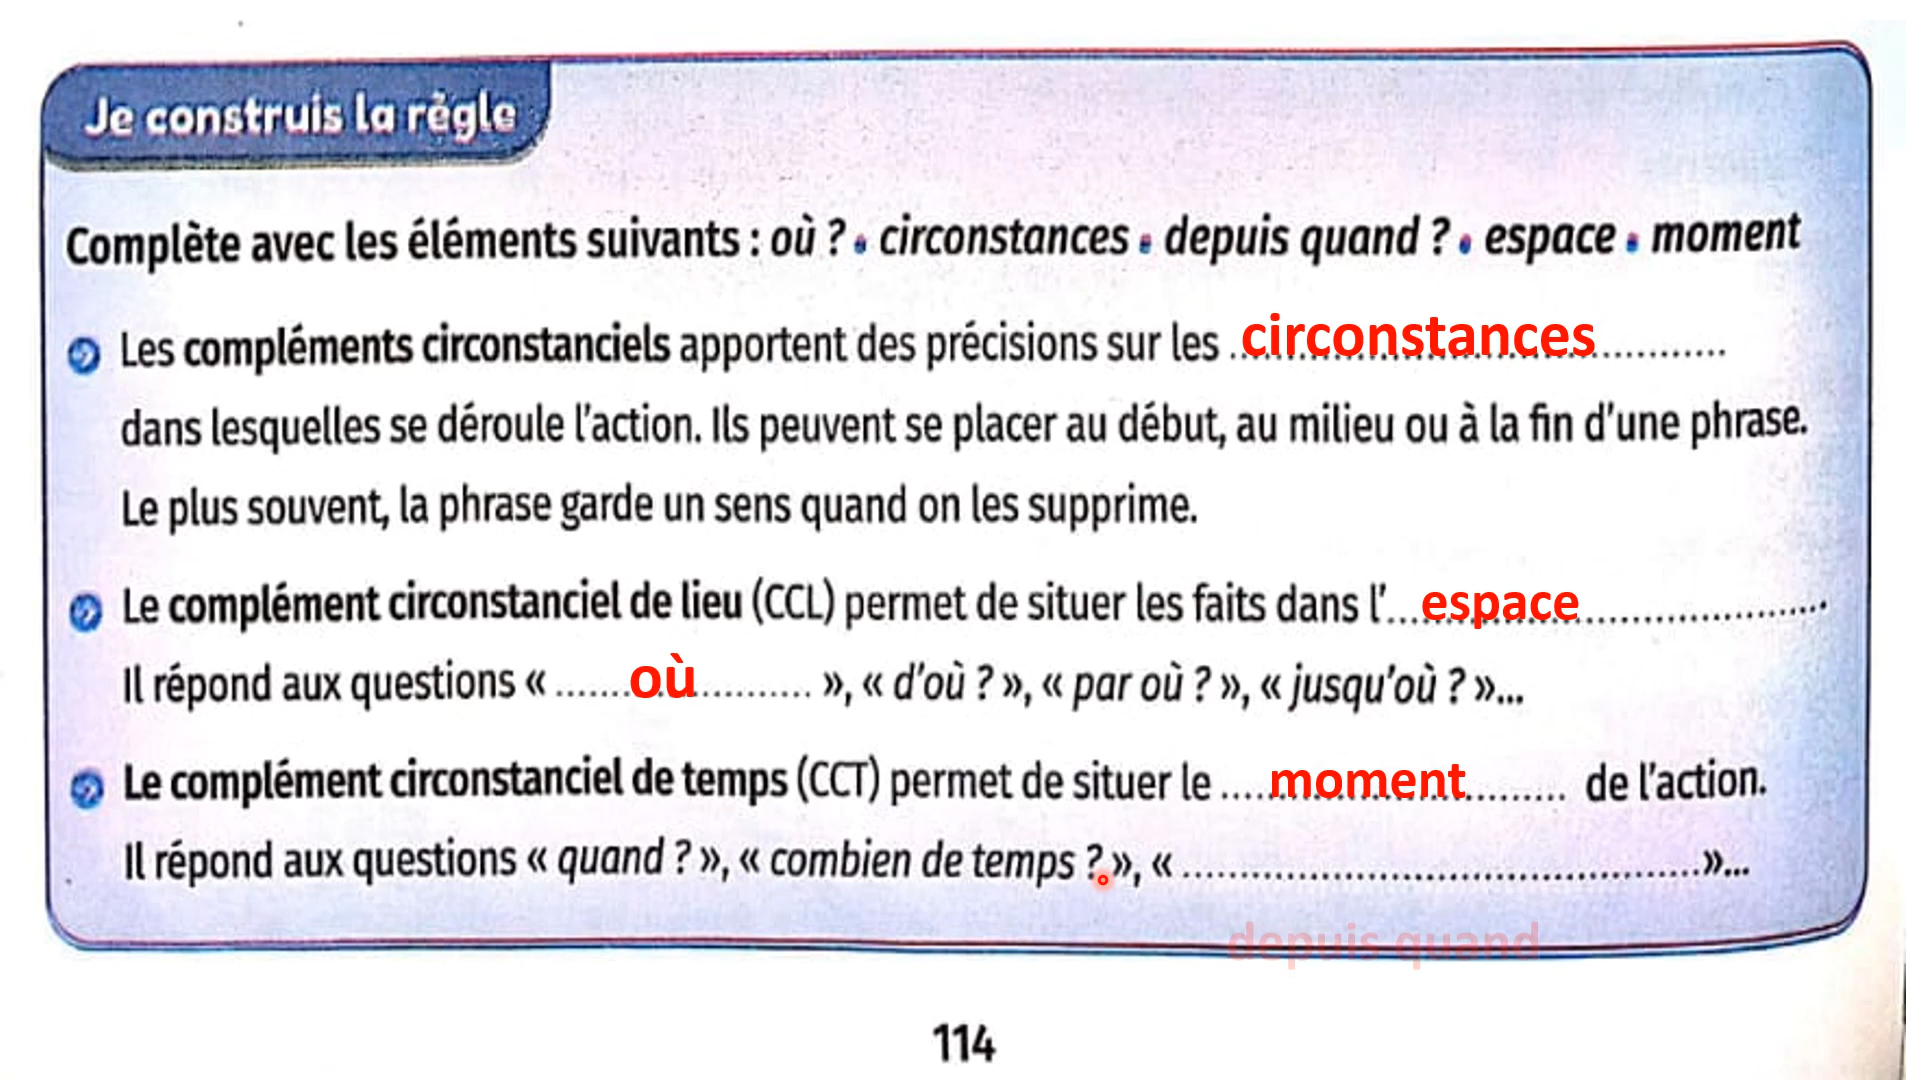 Je construis la règle
Complète avec les éléments suivants : où ? • circonstances • depuis quand ? • espace • moment
Les compléments circonstanciels apportent des précisions sur les circonstances
dans lesquelles se déroule l'action. Ils peuvent se placer au début, au milieu ou à la fin d'une phrase.
Le plus souvent, la phrase garde un sens quand on les supprime.
Le complément circonstanciel de lieu (CCL) permet de situer les faits dans l'...espace.......................
Il répond aux questions « .......où........... », « d'où ? », « par où ? », « jusqu'où ? »...
Le complément circonstanciel de temps (CCT) permet de situer le ....moment......... de l'action.
Il répond aux questions « quand ? », « combien de temps ? », « ............................................. »...
depuis quand
114